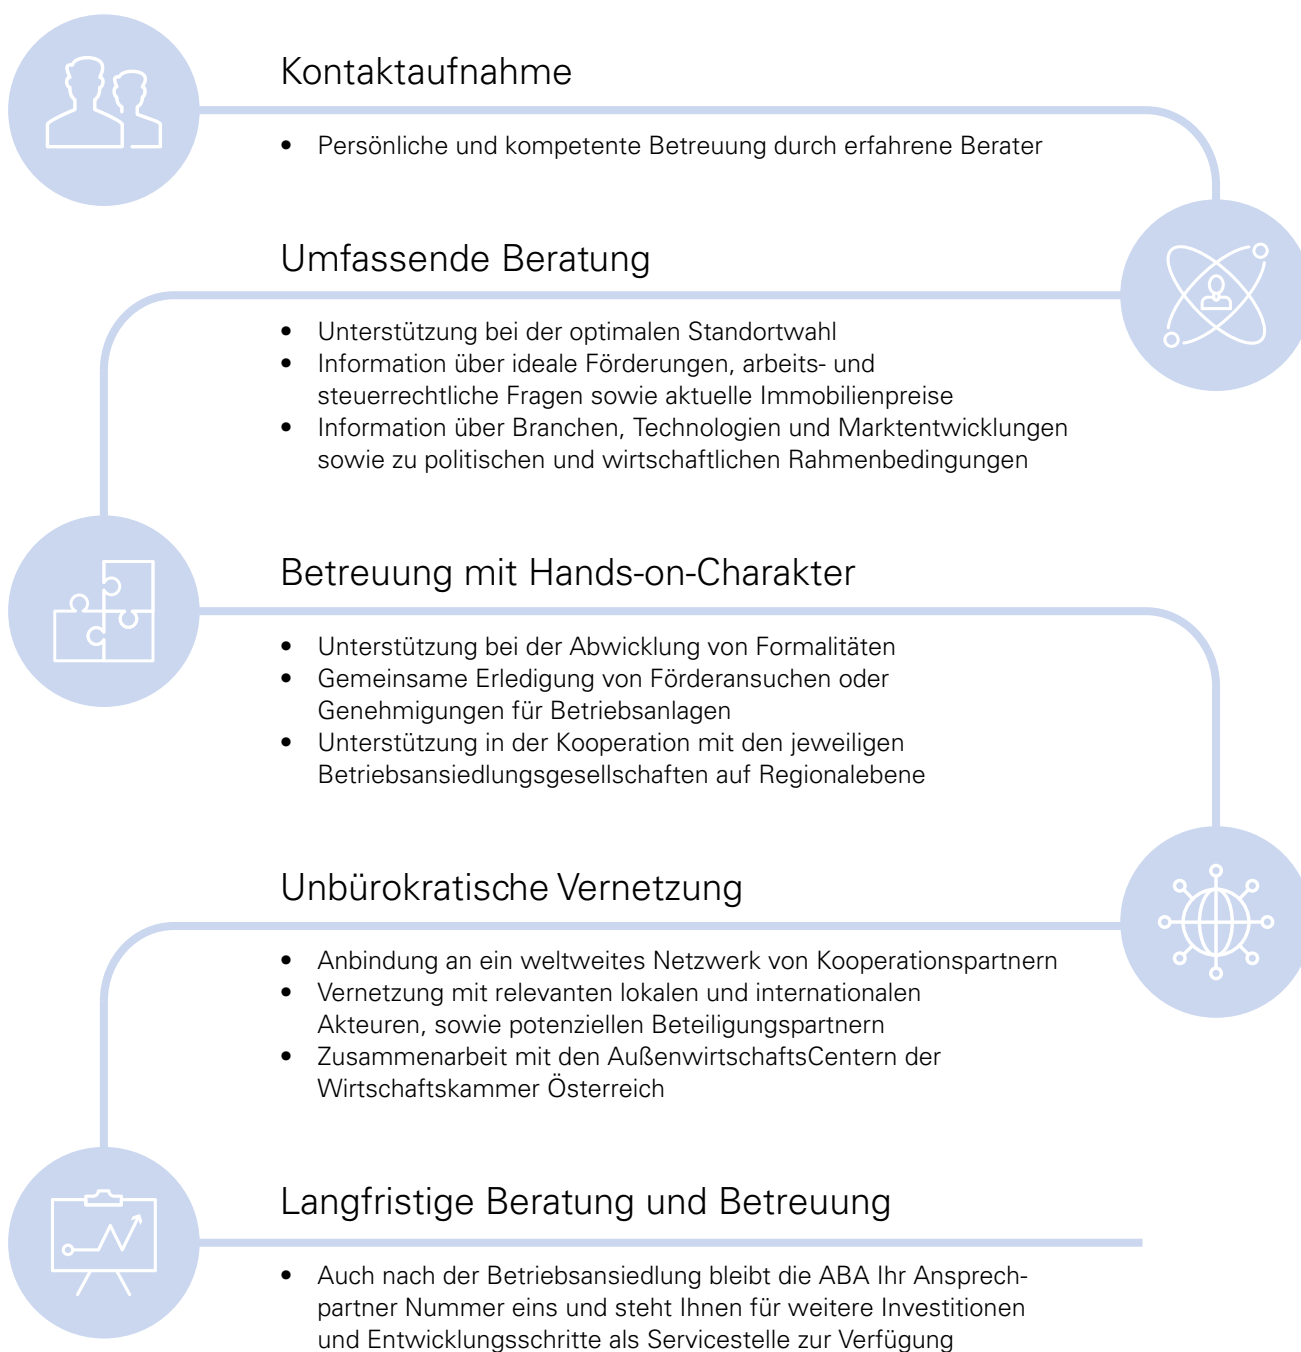 Kontaktaufnahme
• Persönliche und kompetente Betreuung durch erfahrene Berater
Umfassende Beratung
• Unterstützung bei der optimalen Standortwahl
• Information über ideale Förderungen, arbeits- und
steuerrechtliche Fragen sowie aktuelle Immobilienpreise
• Information über Branchen, Technologien und Marktentwicklungen
sowie zu politischen und wirtschaftlichen Rahmenbedingungen
Betreuung mit Hands-on-Charakter
• Unterstützung bei der Abwicklung von Formalitäten
• Gemeinsame Erledigung von Förderansuchen oder
Genehmigungen für Betriebsanlagen
• Unterstützung in der Kooperation mit den jeweiligen
Betriebsansiedlungsgesellschaften auf Regionalebene
Unbürokratische Vernetzung
• Anbindung an ein weltweites Netzwerk von Kooperationspartnern
• Vernetzung mit relevanten lokalen und internationalen
Akteuren, sowie potenziellen Beteiligungspartnern
• Zusammenarbeit mit den AußenwirtschaftsCentern der
Wirtschaftskammer Österreich
Langfristige Beratung und Betreuung
• Auch nach der Betriebsansiedlung bleibt die ABA Ihr Ansprech-
partner Nummer eins und steht Ihnen für weitere Investitionen
und Entwicklungsschritte als Servicestelle zur Verfügung